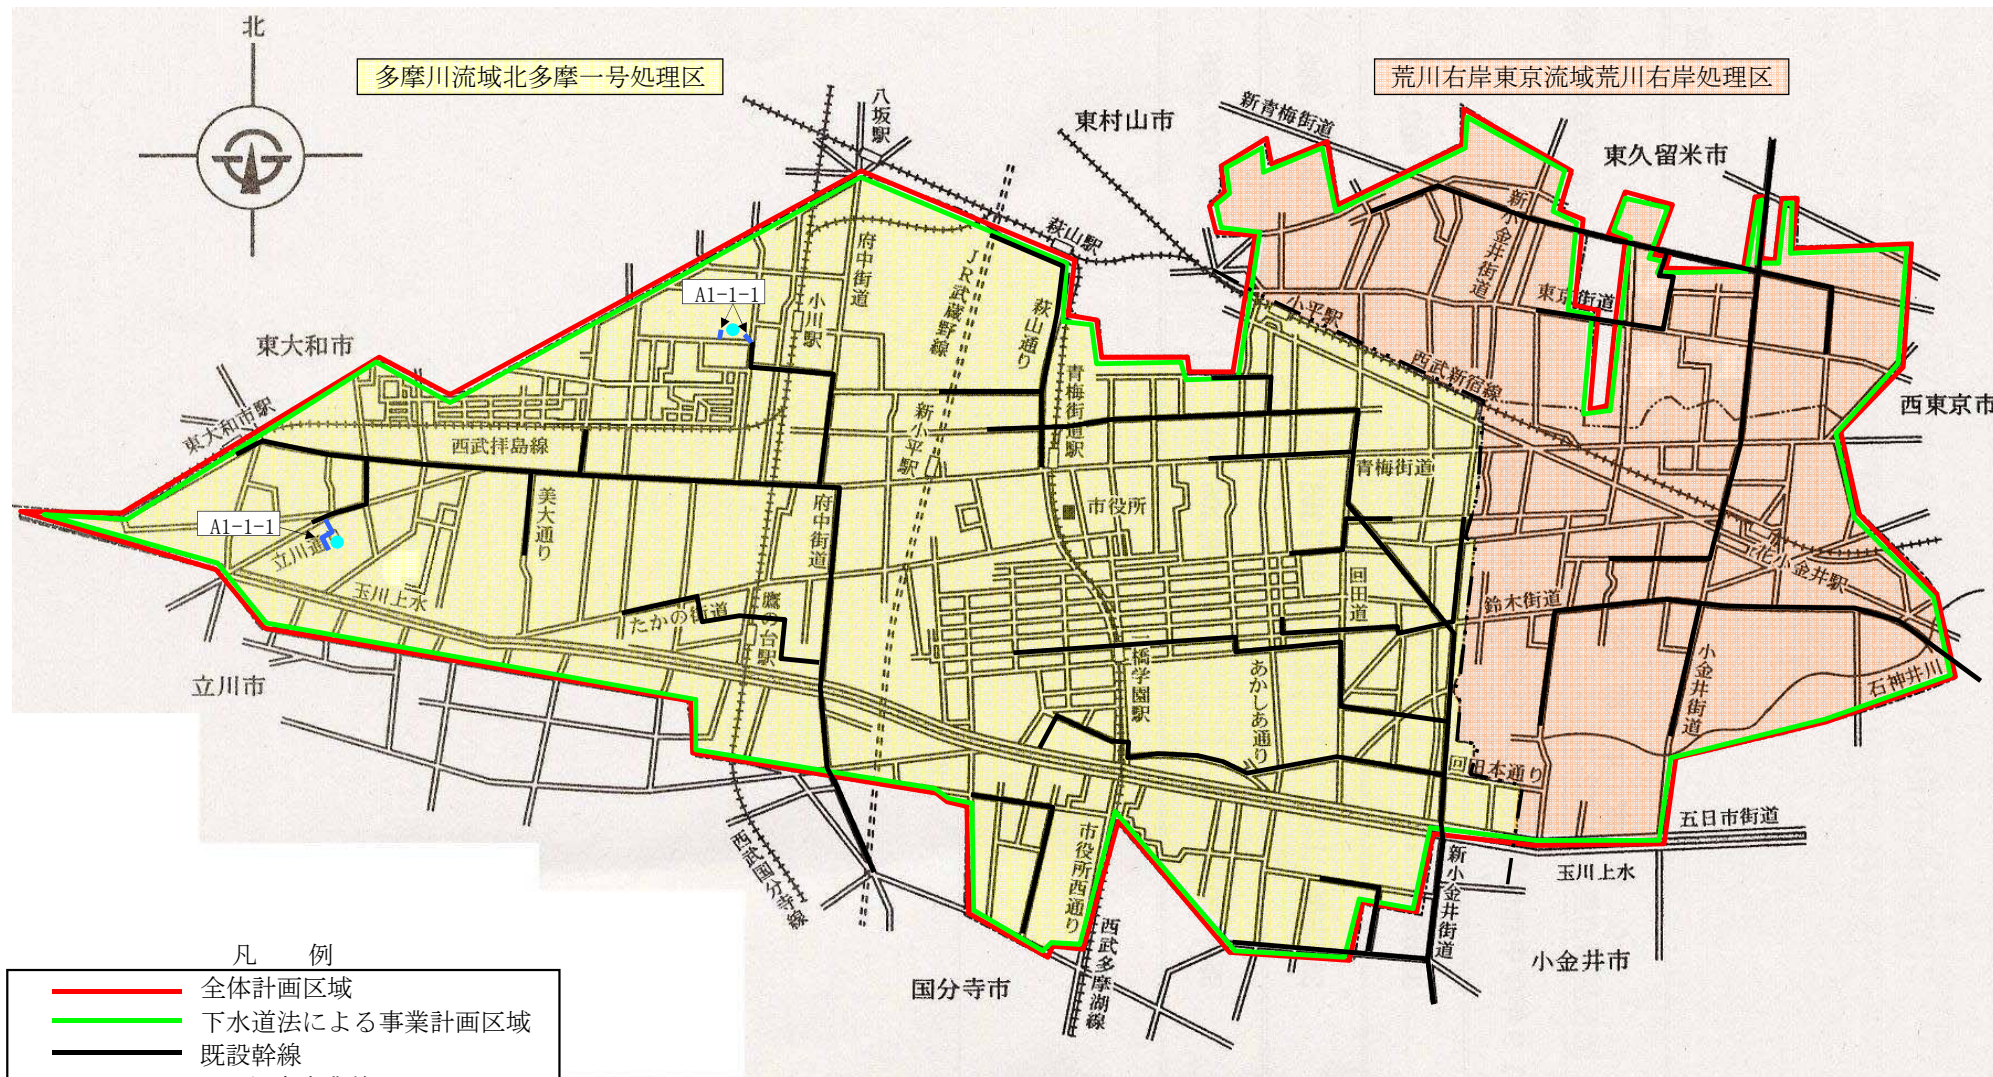 北
多摩川流域北多摩一号処理区
荒川右岸東京流域荒川右岸処理区
八坂駅
東村山市
新青梅街道
東久留米市
萩山駅
新小金井街道
府中街道
JR武蔵野線
A1-1-1
小川駅
萩山通り
小平駅
東京街道
東大和市
西武新宿線
青梅街道駅
西東京市
新小平駅
東大和市駅
西武拝島線
青梅街道
美大通り
市役所
府中街道
A1-1-1
立川通
花小金井駅
回田道
玉川上水
鷹の台駅
たかの街道
鈴木街道
一橋学園駅
あかしあ通り
小金井街道
石神井川
立川市
回田本通り
五日市街道
市役所西通り
西武国分寺線
新小金井街道
玉川上水
西武多摩湖線
小金井市
国分寺市
凡 例
全体計画区域
下水道法による事業計画区域
既設幹線